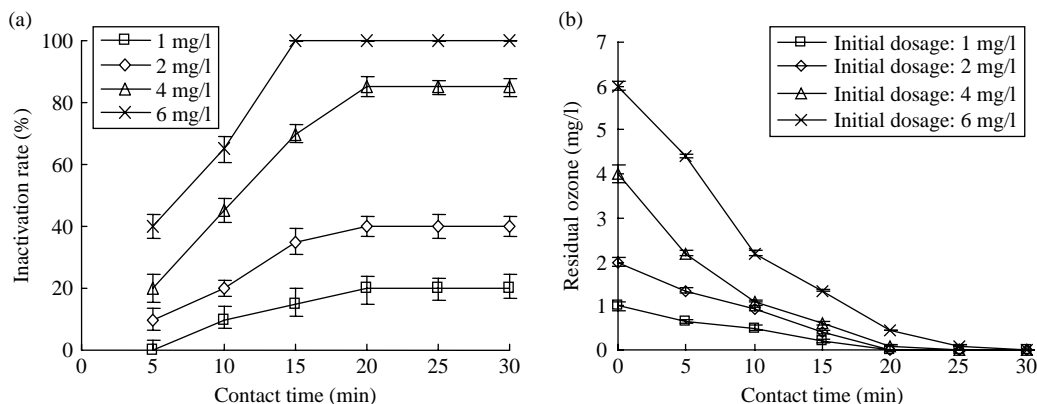 (a)
1 mg/l
2 mg/l
4 mg/l
6 mg/l
Inactivation rate (%)
100
80
60
40
20
0
0 5 10 15 20 25 30
Contact time (min)
(b)
Initial dosage: 1 mg/l
Initial dosage: 2 mg/l
Initial dosage: 4 mg/l
Initial dosage: 6 mg/l
Residual ozone (mg/l)
7
6
5
4
3
2
1
0
0 5 10 15 20 25 30
Contact time (min)